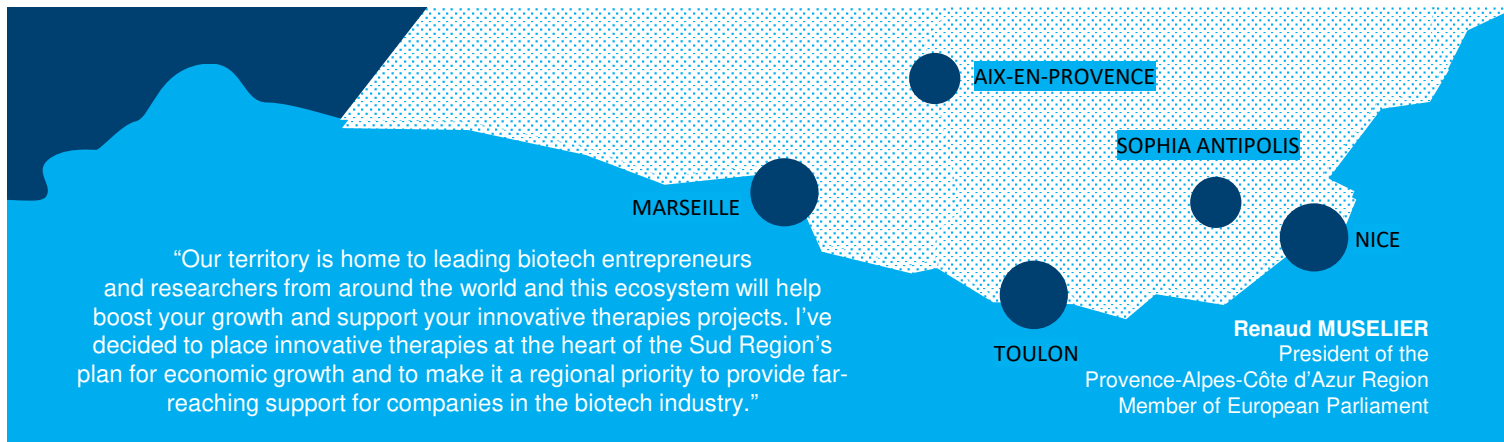 AIX-EN-PROVENCE
SOPHIA ANTIPOLIS
MARSEILLE
NICE
TOULON
“Our territory is home to leading biotech entrepreneurs
and researchers from around the world and this ecosystem will help
boost your growth and support your innovative therapies projects. I’ve
decided to place innovative therapies at the heart of the Sud Region’s
plan for economic growth and to make it a regional priority to provide far-
reaching support for companies in the biotech industry.”
Renaud MUSELIER
President of the
Provence-Alpes-Côte d’Azur Region
Member of European Parliament